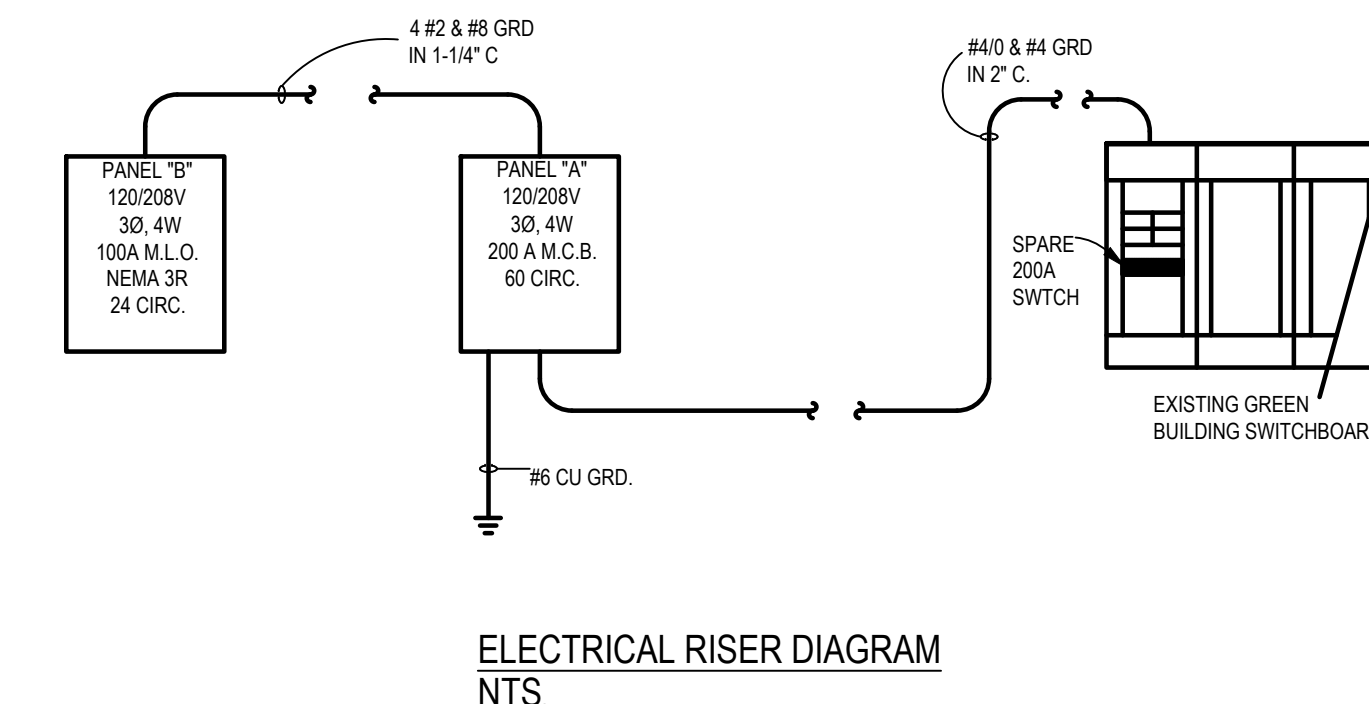 4 #2 & #8 GRD
IN 1-1/4" C
#4/0 & #4 GRD
IN 2" C.
PANEL "B"
120/208V
3Ø, 4W
100A M.L.O.
NEMA 3R
24 CIRC.
PANEL "A"
120/208V
3Ø, 4W
200 A M.C.B.
60 CIRC.
SPARE
200A
SWTCH
EXISTING GREEN
BUILDING SWITCHBOAR
#6 CU GRD.
ELECTRICAL RISER DIAGRAM
NTS